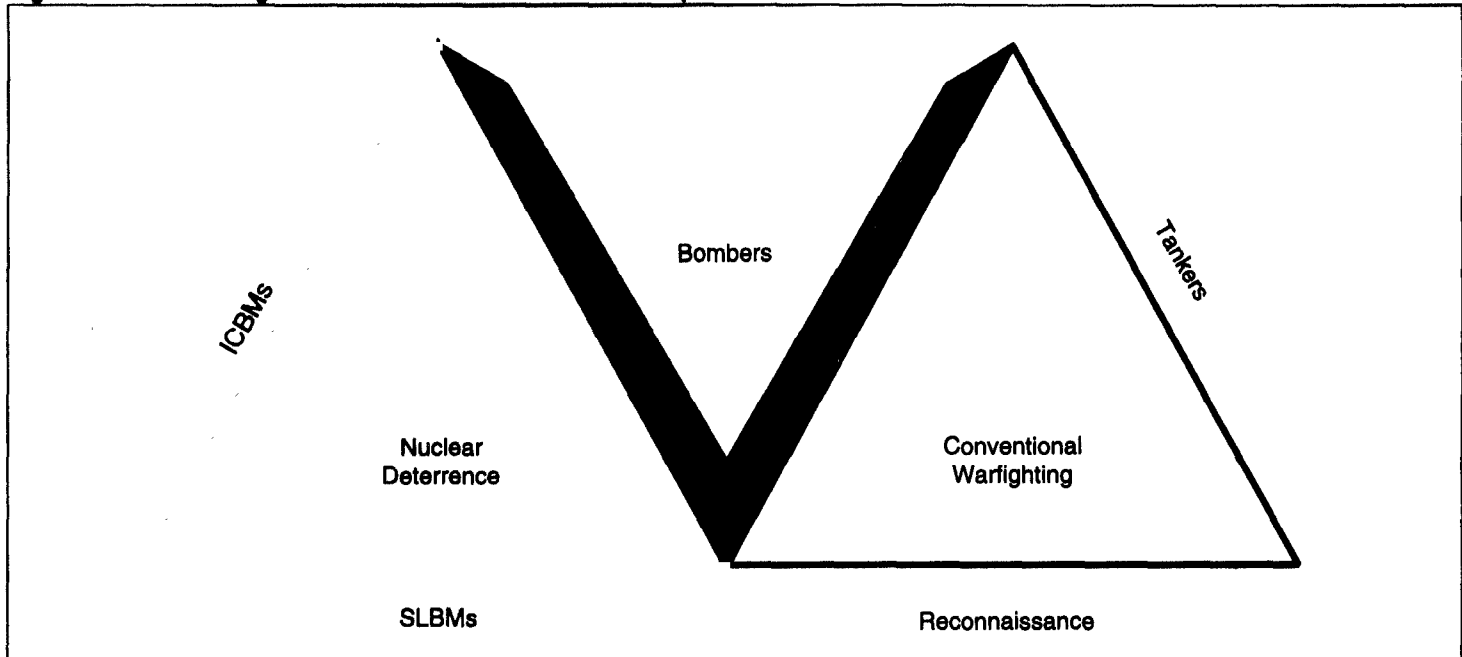 Bombers
Tankers
ICBMs
Nuclear
Deterrence
Conventional
Warfighting
SLBMs
Reconnaissance